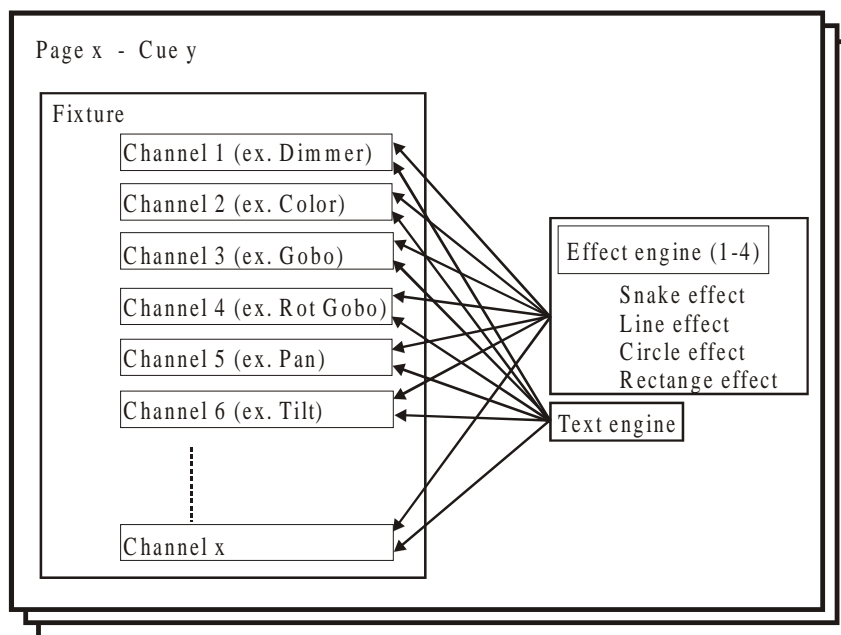 Page x - Cue y
Fixture
Channel 1 (ex. Dimmer)
Channel 2 (ex. Color)
Channel 3 (ex. Gobo)
Channel 4 (ex. Rot Gobo)
Channel 5 (ex. Pan)
Channel 6 (ex. Tilt)
Channel x
Effect engine (1-4)
Snake effect
Line effect
Circle effect
Rectange effect
Text engine